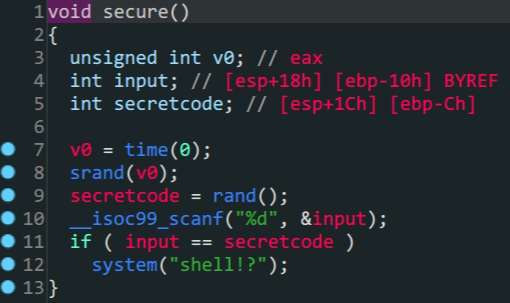 1 void secure()
2 {
3   unsigned int v0; // eax
4   int input; // [esp+18h] [ebp-10h] BYREF
5   int secretcode; // [esp+1Ch] [ebp-Ch]
6
7   v0 = time(0);
8   srand(v0);
9   secretcode = rand();
10   __isoc99_scanf("%d", &input);
11   if ( input == secretcode )
12     system("shell!?");
13 }